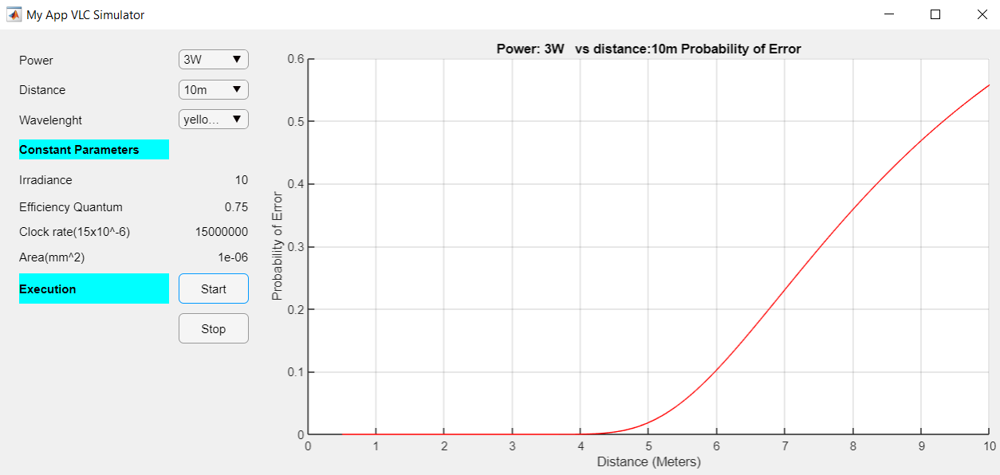 My App VLC Simulator
Power 3W
Distance 10m
Wavelenght yello...
Constant Parameters
Irradiance 10
Efficiency Quantum 0.75
Clock rate(15x10^-6) 15000000
Area(mm^2) 1e-06
Execution Start
Stop
Power: 3W vs distance:10m Probability of Error
Probability of Error
0.6
0.5
0.4
0.3
0.2
0.1
0
0 1 2 3 4 5 6 7 8 9 10
Distance (Meters)